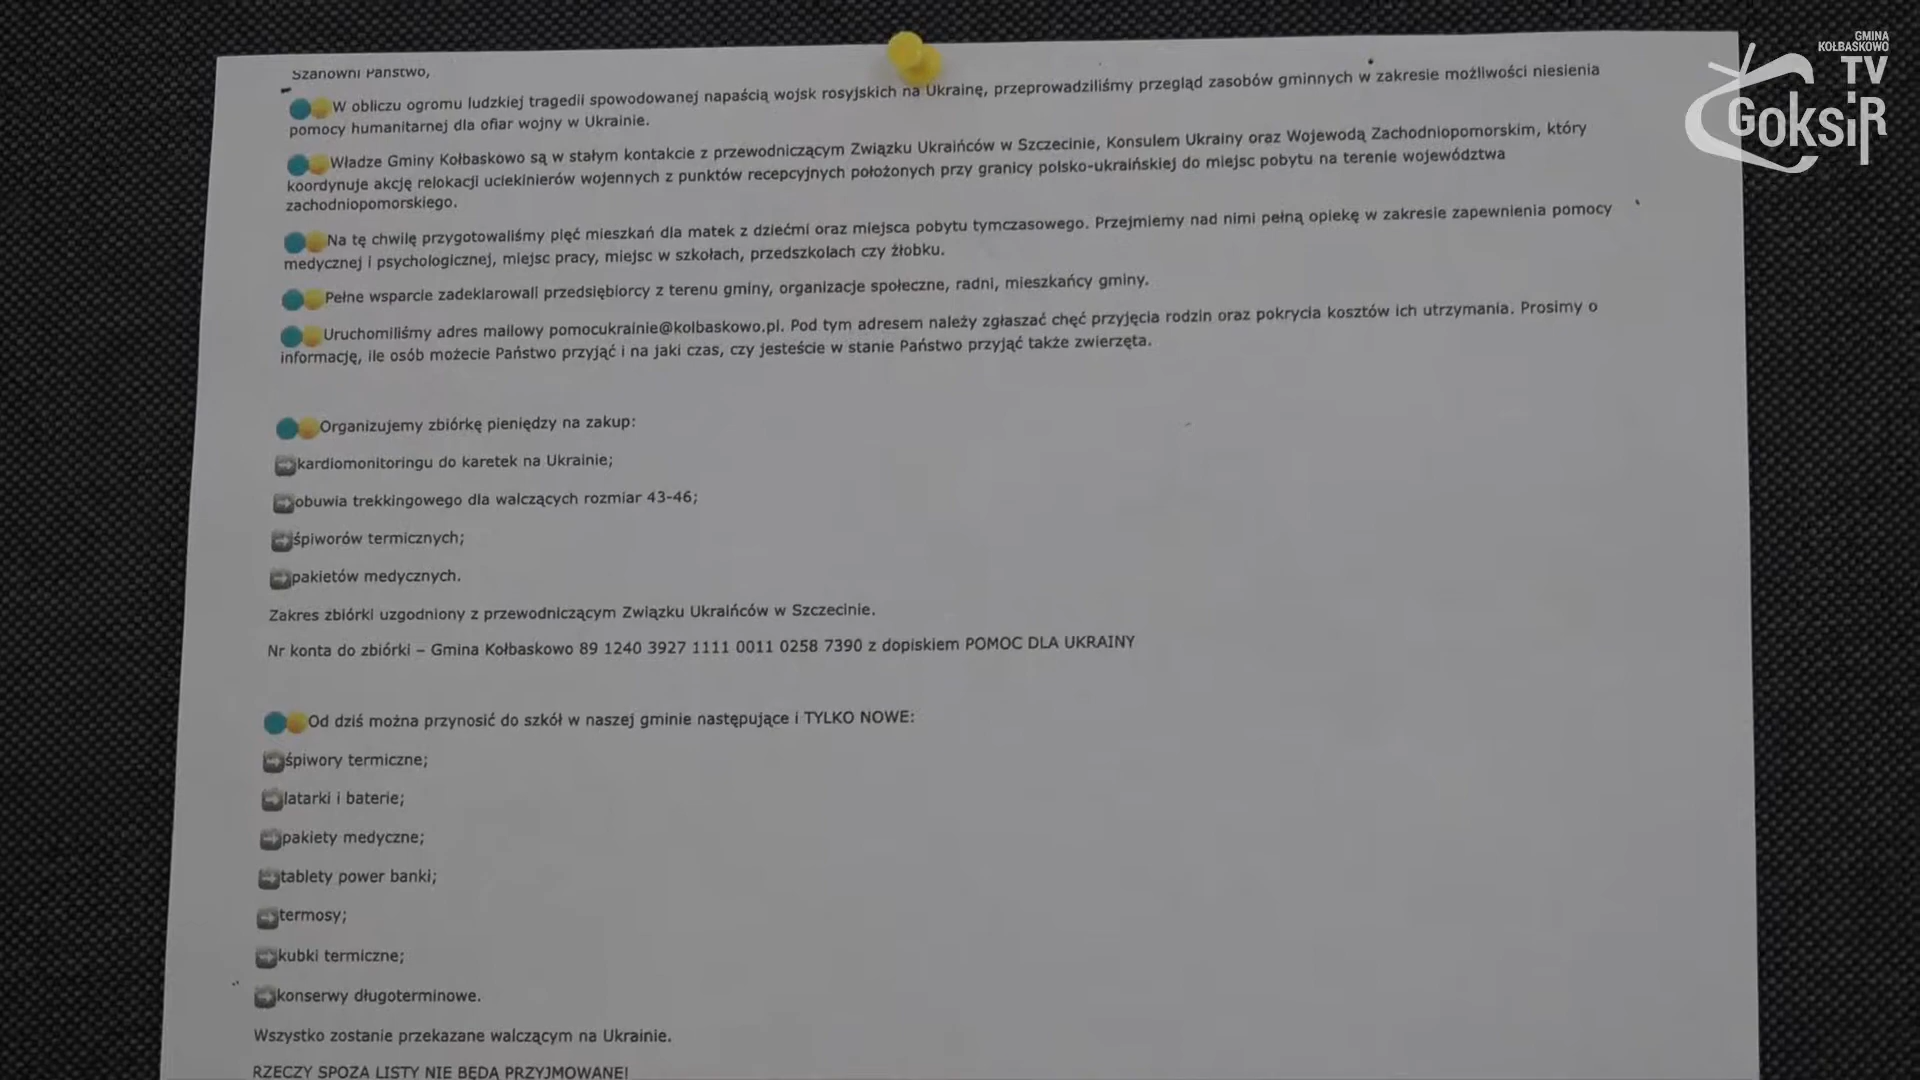 GMINA
KOŁBASKOWO
TV
GOKSiR
Szanowni Państwo,
W obliczu ogromu ludzkiej tragedii spowodowanej napaścią wojsk rosyjskich na Ukrainę, przeprowadziliśmy przegląd zasobów gminnych w zakresie możliwości niesienia
pomocy humanitarnej dla ofiar wojny w Ukrainie.
Władze Gminy Kołbaskowo są w stałym kontakcie z przewodniczącym Związku Ukraińców w Szczecinie, Konsulem Ukrainy oraz Wojewodą Zachodniopomorskim, który
koordynuje akcję relokacji uciekinierów wojennych z punktów recepcyjnych położonych przy granicy polsko-ukraińskiej do miejsc pobytu na terenie województwa
zachodniopomorskiego.
Na tę chwilę przygotowaliśmy pięć mieszkań dla matek z dziećmi oraz miejsca pobytu tymczasowego. Przejmiemy nad nimi pełną opiekę w zakresie zapewnienia pomocy
medycznej i psychologicznej, miejsc pracy, miejsc w szkołach, przedszkolach czy żłobku.
Pełne wsparcie zadeklarowali przedsiębiorcy z terenu gminy, organizacje społeczne, radni, mieszkańcy gminy.
Uruchomiliśmy adres mailowy pomocukrainie@kolbaskowo.pl. Pod tym adresem należy zgłaszać chęć przyjęcia rodzin oraz pokrycia kosztów ich utrzymania. Prosimy o
informację, ile osób możecie Państwo przyjąć i na jaki czas, czy jesteście w stanie Państwo przyjąć także zwierzęta.
Organizujemy zbiórkę pieniędzy na zakup:
kardiomonitoringu do karetek na Ukrainie;
obuwia trekkingowego dla walczących rozmiar 43-46;
śpiworów termicznych;
pakietów medycznych.
Zakres zbiórki uzgodniony z przewodniczącym Związku Ukraińców w Szczecinie.
Nr konta do zbiórki – Gmina Kołbaskowo 89 1240 3927 1111 0011 0258 7390 z dopiskiem POMOC DLA UKRAINY
Od dziś można przynosić do szkół w naszej gminie następujące i TYLKO NOWE:
śpiwory termiczne;
latarki i baterie;
pakiety medyczne;
tablety power banki;
termosy;
kubki termiczne;
konserwy długoterminowe.
Wszystko zostanie przekazane walczącym na Ukrainie.
RZECZY SPOZA LISTY NIE BĘDĄ PRZYJMOWANE!